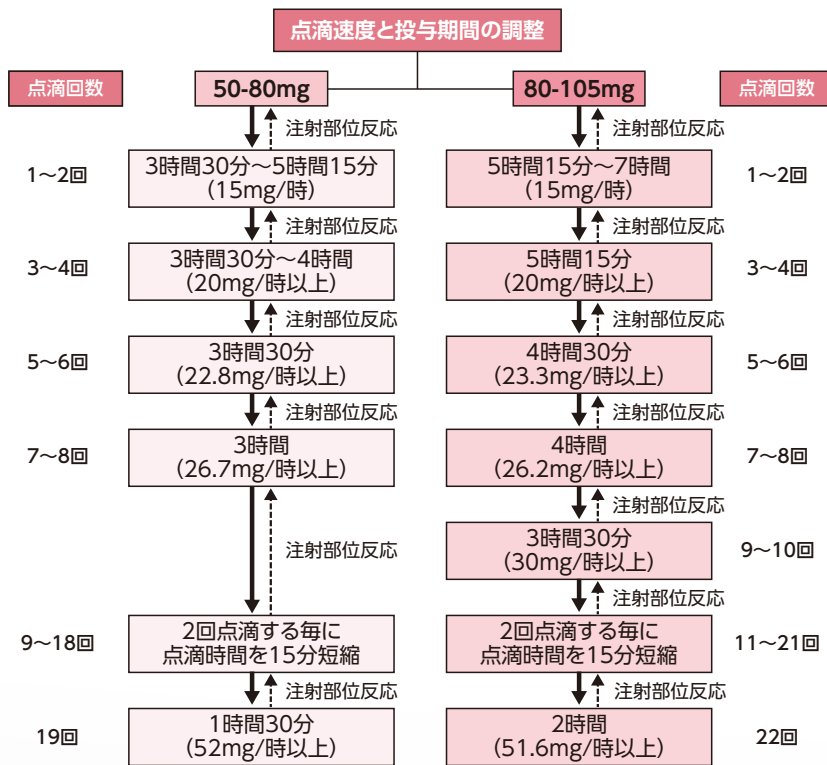 点滴速度と投与期間の調整
点滴回数
50-80mg
80-105mg
点滴回数
注射部位反応
注射部位反応
1〜2回
3時間30分〜5時間15分
(15mg/時)
5時間15分〜7時間
(15mg/時)
1〜2回
注射部位反応
注射部位反応
3〜4回
3時間30分〜4時間
(20mg/時以上)
5時間15分
(20mg/時以上)
3〜4回
注射部位反応
注射部位反応
5〜6回
3時間30分
(22.8mg/時以上)
4時間30分
(23.3mg/時以上)
5〜6回
注射部位反応
注射部位反応
7〜8回
3時間
(26.7mg/時以上)
4時間
(26.2mg/時以上)
7〜8回
注射部位反応
注射部位反応
3時間30分
(30mg/時以上)
9〜10回
注射部位反応
9〜18回
2回点滴する毎に
点滴時間を15分短縮
2回点滴する毎に
点滴時間を15分短縮
11〜21回
注射部位反応
注射部位反応
19回
1時間30分
(52mg/時以上)
2時間
(51.6mg/時以上)
22回